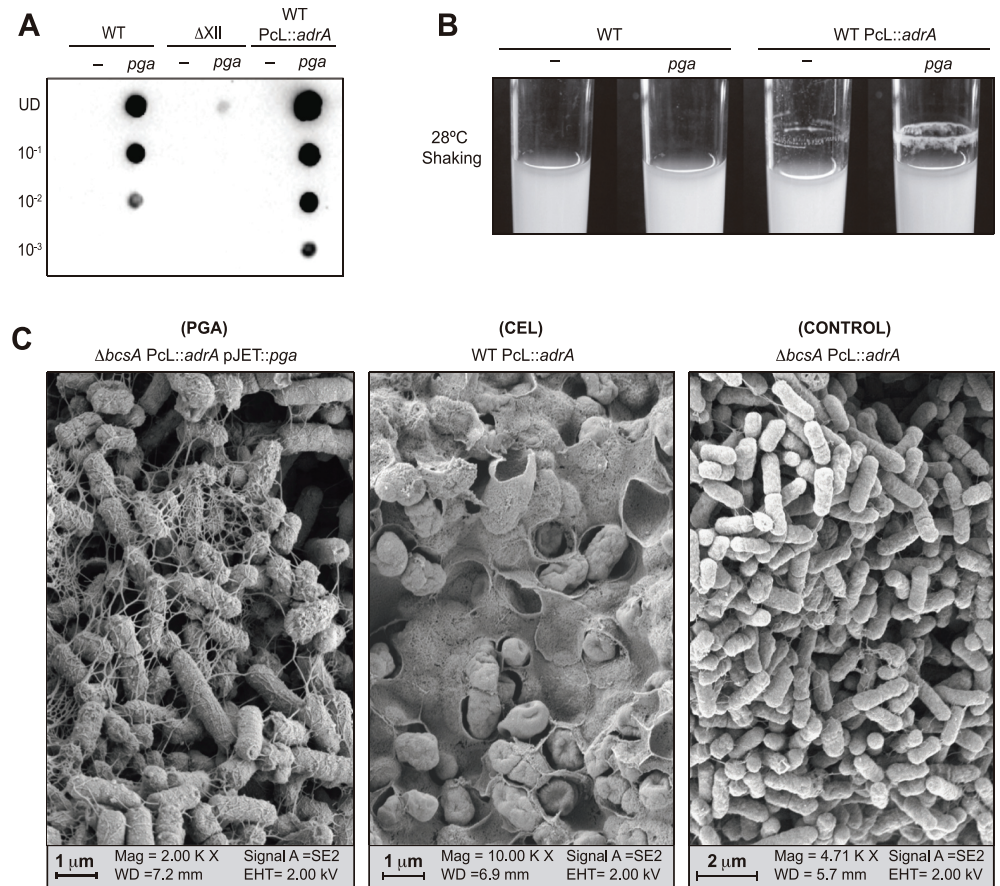 A
WT ΔXII WT PcL::adrA
– pga – pga – pga
UD
10⁻¹
10⁻²
10⁻³
B
WT WT PcL::adrA
– pga – pga
28ºC
Shaking
C
(PGA) (CEL) (CONTROL)
ΔbcsA PcL::adrA pJET::pga WT PcL::adrA ΔbcsA PcL::adrA
1 μm Mag = 2.00 K X Signal A =SE2
WD =7.2 mm EHT= 2.00 kV
1 μm Mag = 10.00 K X Signal A =SE2
WD =6.9 mm EHT= 2.00 kV
2 μm Mag = 4.71 K X Signal A =SE2
WD = 5.7 mm EHT= 2.00 kV